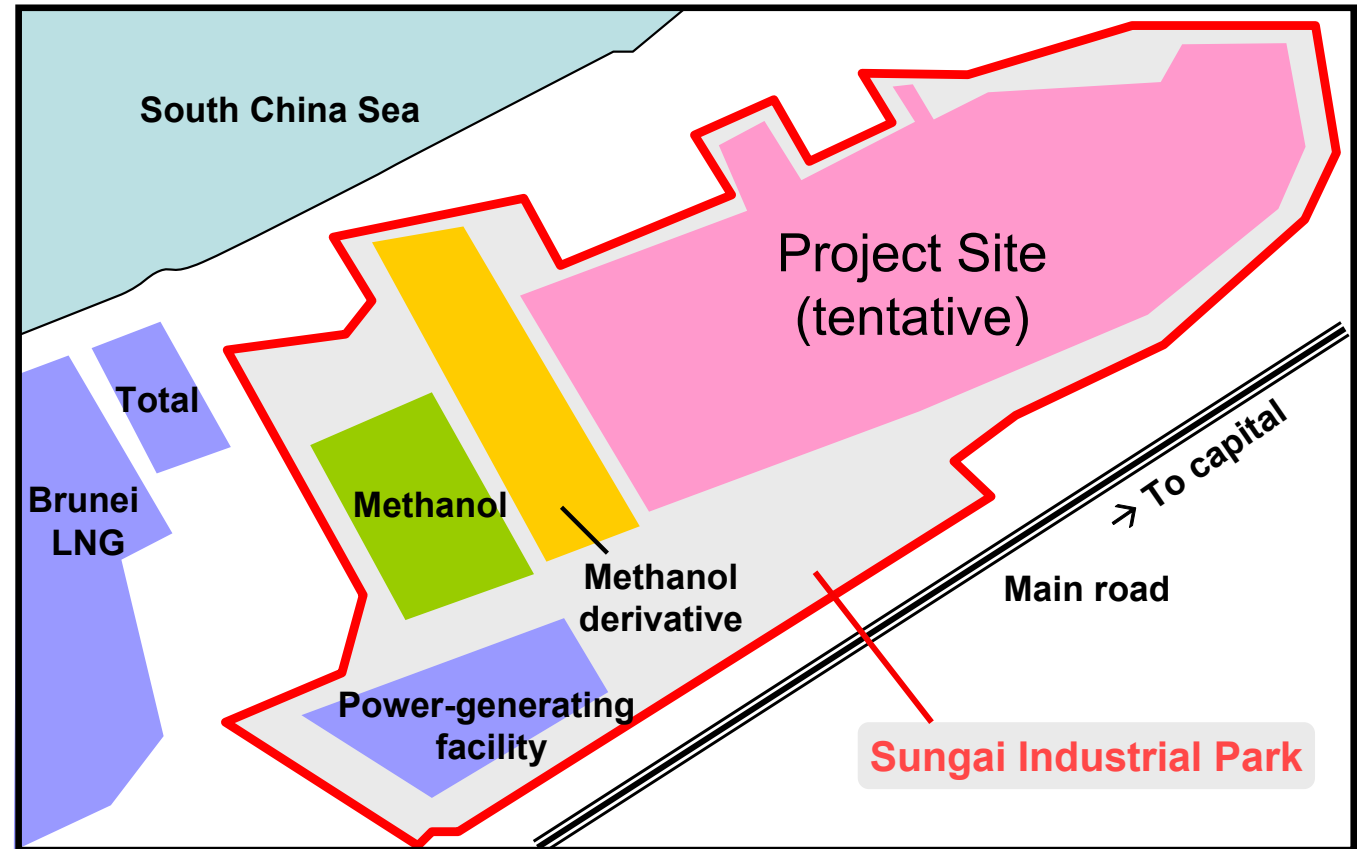 South China Sea
Project Site
(tentative)
Total
Brunei
LNG
Methanol
Methanol
derivative
→ To capital
Main road
Power-generating
facility
Sungai Industrial Park